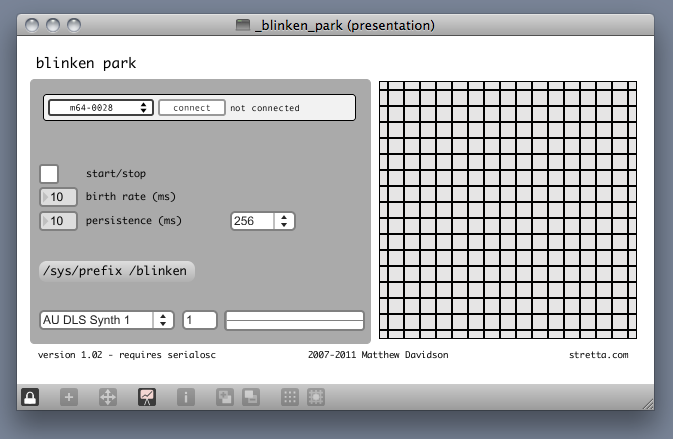 _blinken_park (presentation)
blinken park
m64-0028 connect not connected
start/stop
10 birth rate (ms)
10 persistence (ms) 256
/sys/prefix /blinken
AU DLS Synth 1 1
version 1.02 - requires serialosc 2007-2011 Matthew Davidson stretta.com